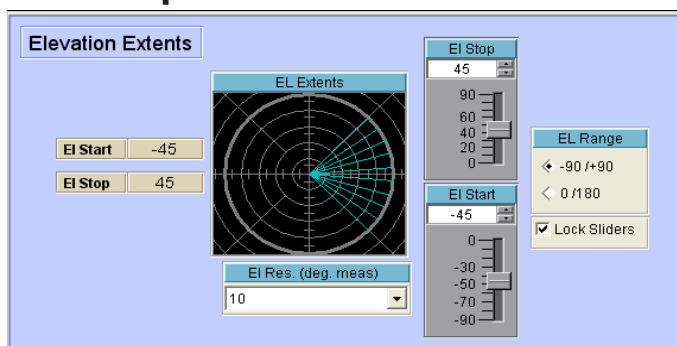 Elevation Extents
El Start -45
El Stop 45
EL Extents
El Res. (deg. meas)
10
El Stop
45
90
60
40
20
0
El Start
-45
0
-30
-50
-70
-90
EL Range
-90 /+90
0 /180
Lock Sliders